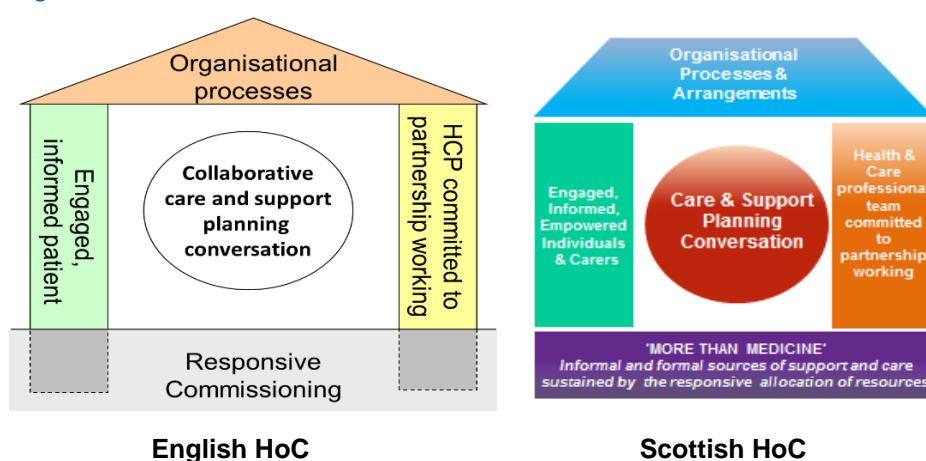 Organisational
processes
Engaged,
informed patient
Collaborative
care and support
planning
conversation
HCP committed to
partnership working
Responsive
Commissioning
English HoC
Organisational
Processes &
Arrangements
Engaged,
Informed,
Empowered
Individuals
& Carers
Care & Support
Planning
Conversation
Health &
Care
professional
team
committed
to
partnership
working
'MORE THAN MEDICINE'
Informal and formal sources of support and care
sustained by the responsive allocation of resources
Scottish HoC